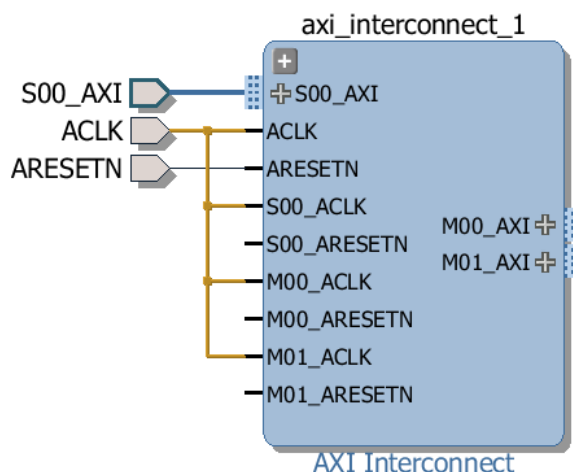 axi_interconnect_1
S00_AXI
ACLK
ARESETN
S00_AXI
ACLK
ARESETN
S00_ACLK
S00_ARESETN
M00_ACLK
M00_ARESETN
M01_ACLK
M01_ARESETN
M00_AXI
M01_AXI
AXI Interconnect